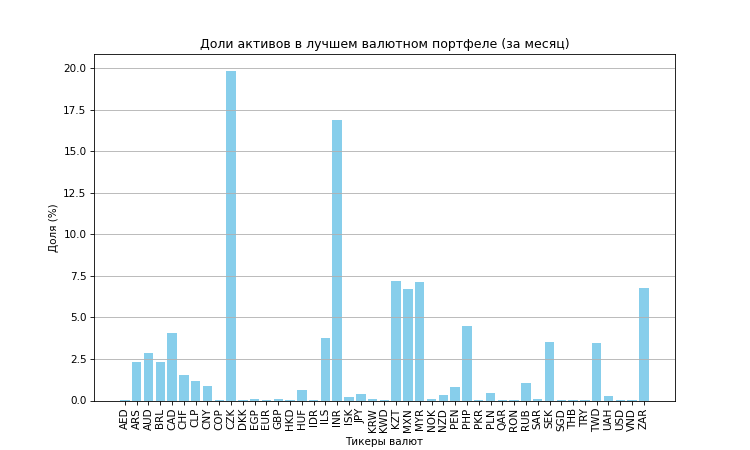 Доли активов в лучшем валютном портфеле (за месяц)
Доля (%)
20.0
17.5
15.0
12.5
10.0
7.5
5.0
2.5
0.0
AED
ARS
AUD
BRL
CAD
CHF
CLP
CNY
COP
CZK
DKK
EGP
EUR
GBP
HKD
HUF
IDR
ILS
INR
ISK
JPY
KRW
KWD
KZT
MXN
MYR
NOK
NZD
PEN
PHP
PKR
PLN
QAR
RON
RUB
SAR
SEK
SGD
THB
TRY
TWD
UAH
USD
VND
ZAR
Тикеры валют